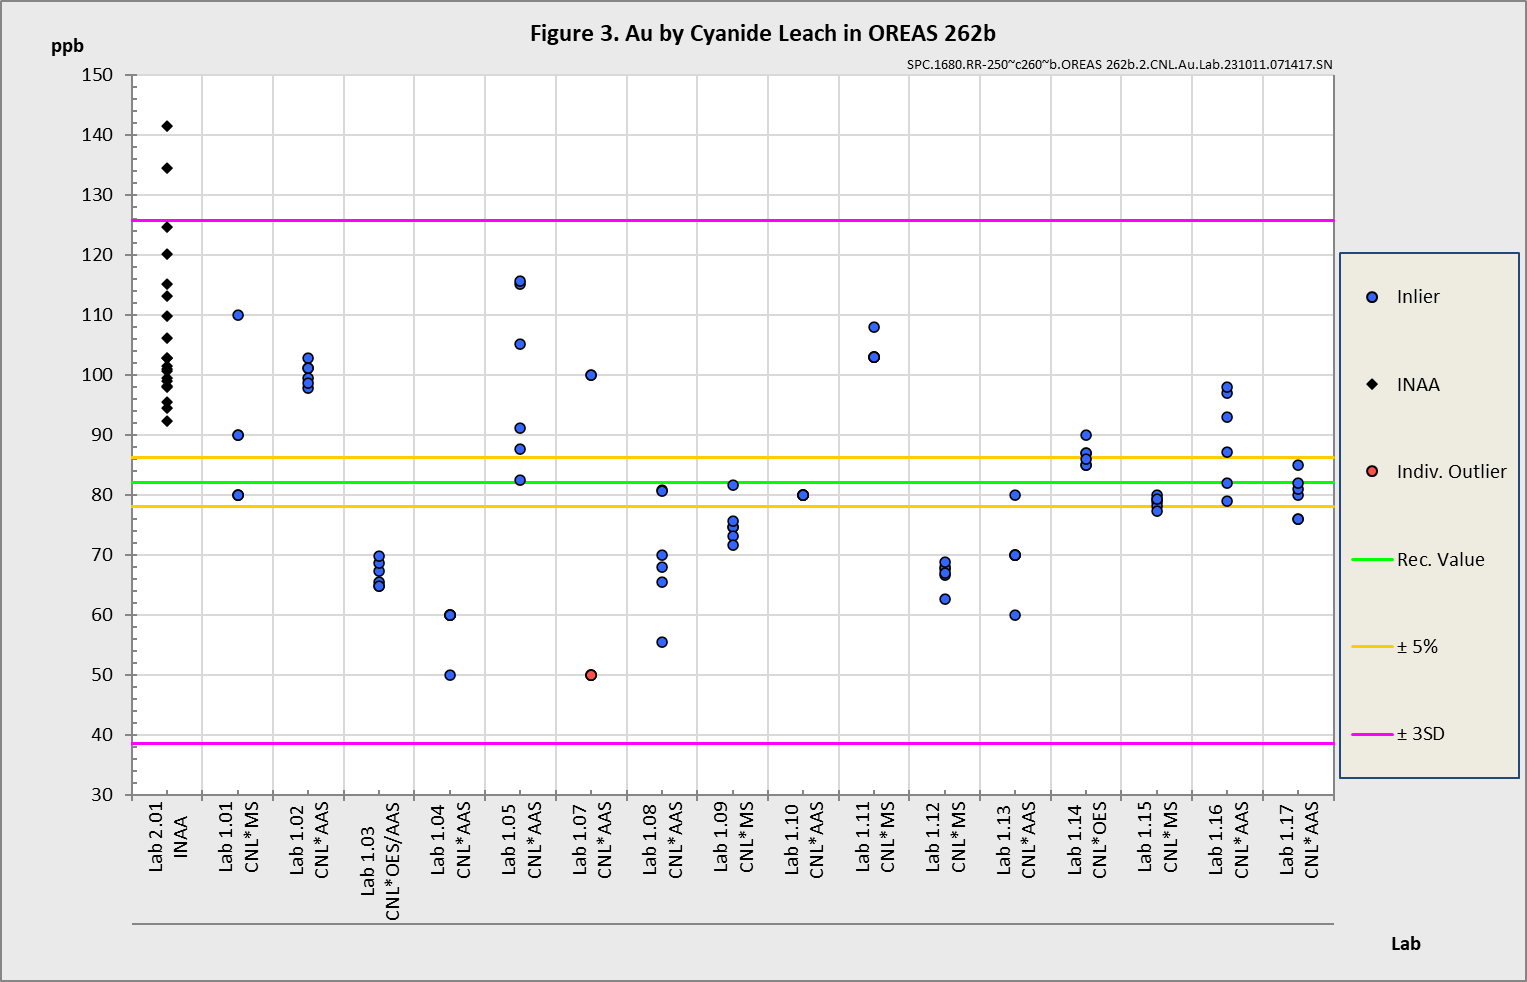 Figure 3. Au by Cyanide Leach in OREAS 262b
ppb
SPC.1680.RR-250~c260~b.OREAS 262b.2.CNL.Au.Lab.231011.071417.SN
150
140
130
120
110
100
90
80
70
60
50
40
30
Inlier
INAA
Indiv. Outlier
Rec. Value
± 5%
± 3SD
Lab 2.01
INAA
Lab 1.01
CNL*MS
Lab 1.02
CNL*AAS
Lab 1.03
CNL*OES/AAS
Lab 1.04
CNL*AAS
Lab 1.05
CNL*AAS
Lab 1.07
CNL*AAS
Lab 1.08
CNL*AAS
Lab 1.09
CNL*MS
Lab 1.10
CNL*AAS
Lab 1.11
CNL*MS
Lab 1.12
CNL*MS
Lab 1.13
CNL*AAS
Lab 1.14
CNL*OES
Lab 1.15
CNL*MS
Lab 1.16
CNL*AAS
Lab 1.17
CNL*AAS
Lab